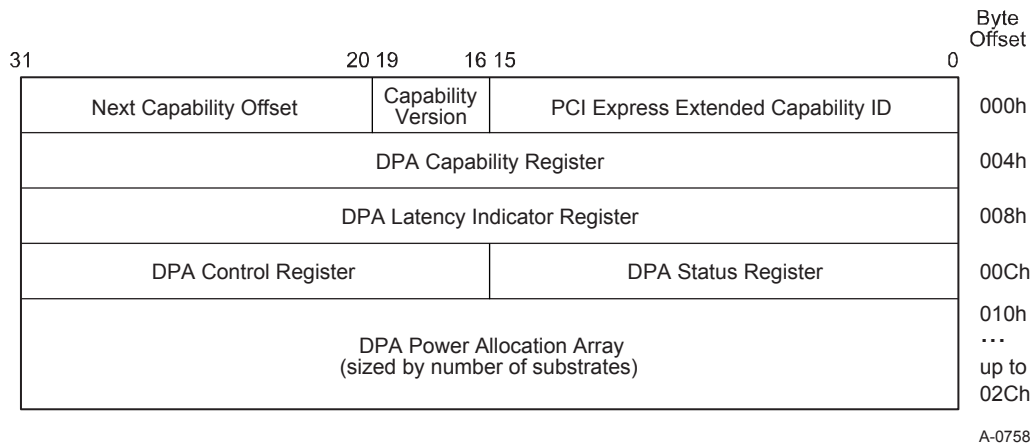 Byte
Offset
31 20 19 16 15 0
Next Capability Offset Capability Version PCI Express Extended Capability ID 000h
DPA Capability Register 004h
DPA Latency Indicator Register 008h
DPA Control Register DPA Status Register 00Ch
DPA Power Allocation Array
(sized by number of substrates)
010h
...
up to
02Ch
A-0758